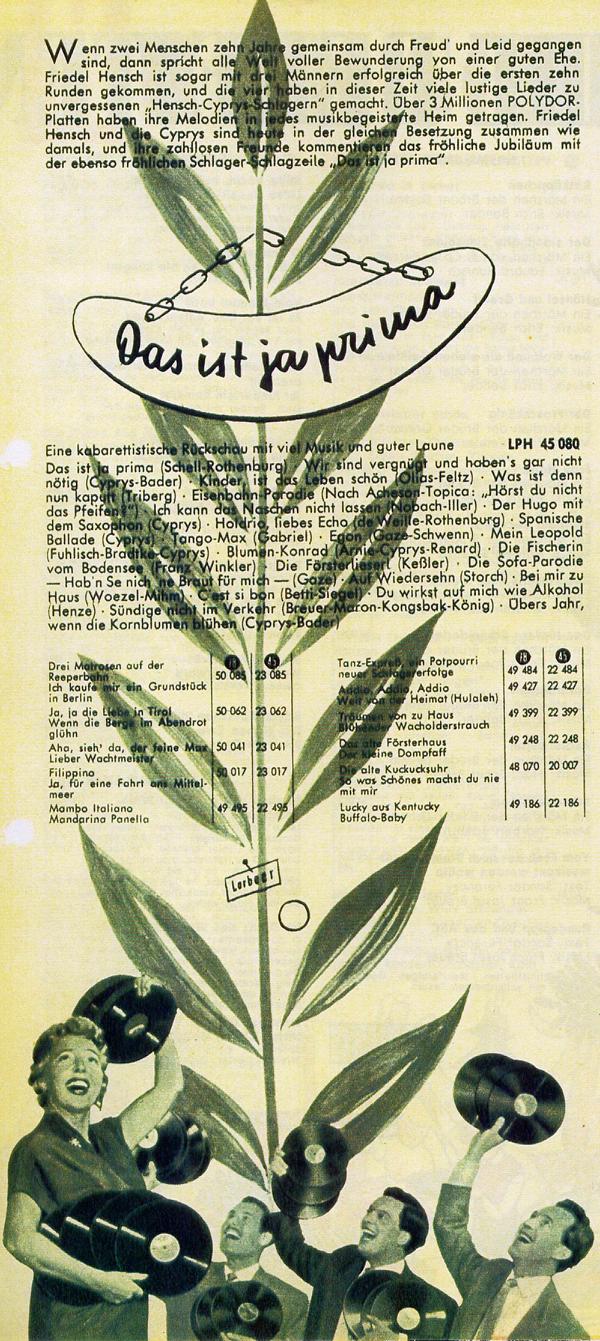 Wenn zwei Menschen zehn Jahre gemeinsam durch Freud' und Leid gegangen
sind, dann spricht alle Welt voller Bewunderung von einer guten Ehe.
Friedel Hensch ist sogar mit drei Männern erfolgreich über die ersten zehn
Runden gekommen, und die vier haben in dieser Zeit viele lustige Lieder zu
unvergessenen „Hensch-Cyprys-Schlagern“ gemacht. Über 3 Millionen POLYDOR-
Platten haben ihre Melodien in jedes musikbegeisterte Heim getragen. Friedel
Hensch und die Cyprys sind heute in der gleichen Besetzung zusammen wie
damals, und ihre zahllosen Freunde kommentieren das fröhliche Jubiläum mit
der ebenso fröhlichen Schlager-Schlagzeile „Das ist ja prima“.
Das ist ja prima
Eine kabarettistische Rückschau mit viel Musik und guter Laune LPH 45 080
Das ist ja prima (Schell-Rothenburg) · Wir sind vergnügt und haben's gar nicht
nötig (Cyprys-Bader) · Kinder, ist das Leben schön (Olias-Feltz) · Was ist denn
nun kaputt (Triberg) · Eisenbahn-Parodie (Nach Acheson-Topica: „Hörst du nicht
das Pfeifen?“) · Ich kann das Naschen nicht lassen (Nobach-Iller) · Der Hugo mit
dem Saxophon (Cyprys) · Holdrio, liebes Echo (de Weille-Rothenburg) · Spanische
Ballade (Cyprys) · Tango-Max (Gabriel) · Egon (Gaze-Schwenn) · Mein Leopold
(Fuhlisch-Bradtke-Cyprys) · Blumen-Konrad (Arnie-Cyprys-Renard) · Die Fischerin
vom Bodensee (Franz Winkler) · Die Försterliesel (Keßler) · Die Sofa-Parodie
— Hab'n Se nich 'ne Braut für mich — (Gaze) · Auf Wiedersehn (Storch) · Bei mir zu
Haus (Woezel-Mihm) · C'est si bon (Betti-Siegel) · Du wirkst auf mich wie Alkohol
(Henze) · Sündige nicht im Verkehr (Breuer-Maron-Kongsbak-König) · Übers Jahr,
wenn die Kornblumen blühen (Cyprys-Bader)
78 45
Drei Matrosen auf der
Reeperbahn 50 085 23 085
Ich kaufe mir ein Grundstück
in Berlin
Ja, ja die Liebe in Tirol 50 062 23 062
Wenn die Berge im Abendrot
glühn
Aha, sieh' da, der feine Max 50 041 23 041
Lieber Wachtmeister
Filippino 50 017 23 017
Ja, für eine Fahrt ans Mittel-
meer
Mambo Italiano 49 495 22 495
Mandarina Panella
78 45
Tanz-Expreß, ein Potpourri 49 484 22 484
neuer Schlagererfolge
Addio, Addio, Addio 49 427 22 427
Weit von der Heimat (Hulaleh)
Träumen von zu Haus 49 399 22 399
Blühender Wacholderstrauch
Das alte Försterhaus 49 248 22 248
Der kleine Dompfaff
Die alte Kuckucksuhr 48 070 20 007
So was Schönes machst du nie
mit mir
Lucky aus Kentucky 49 186 22 186
Buffalo-Baby
Lorbeer